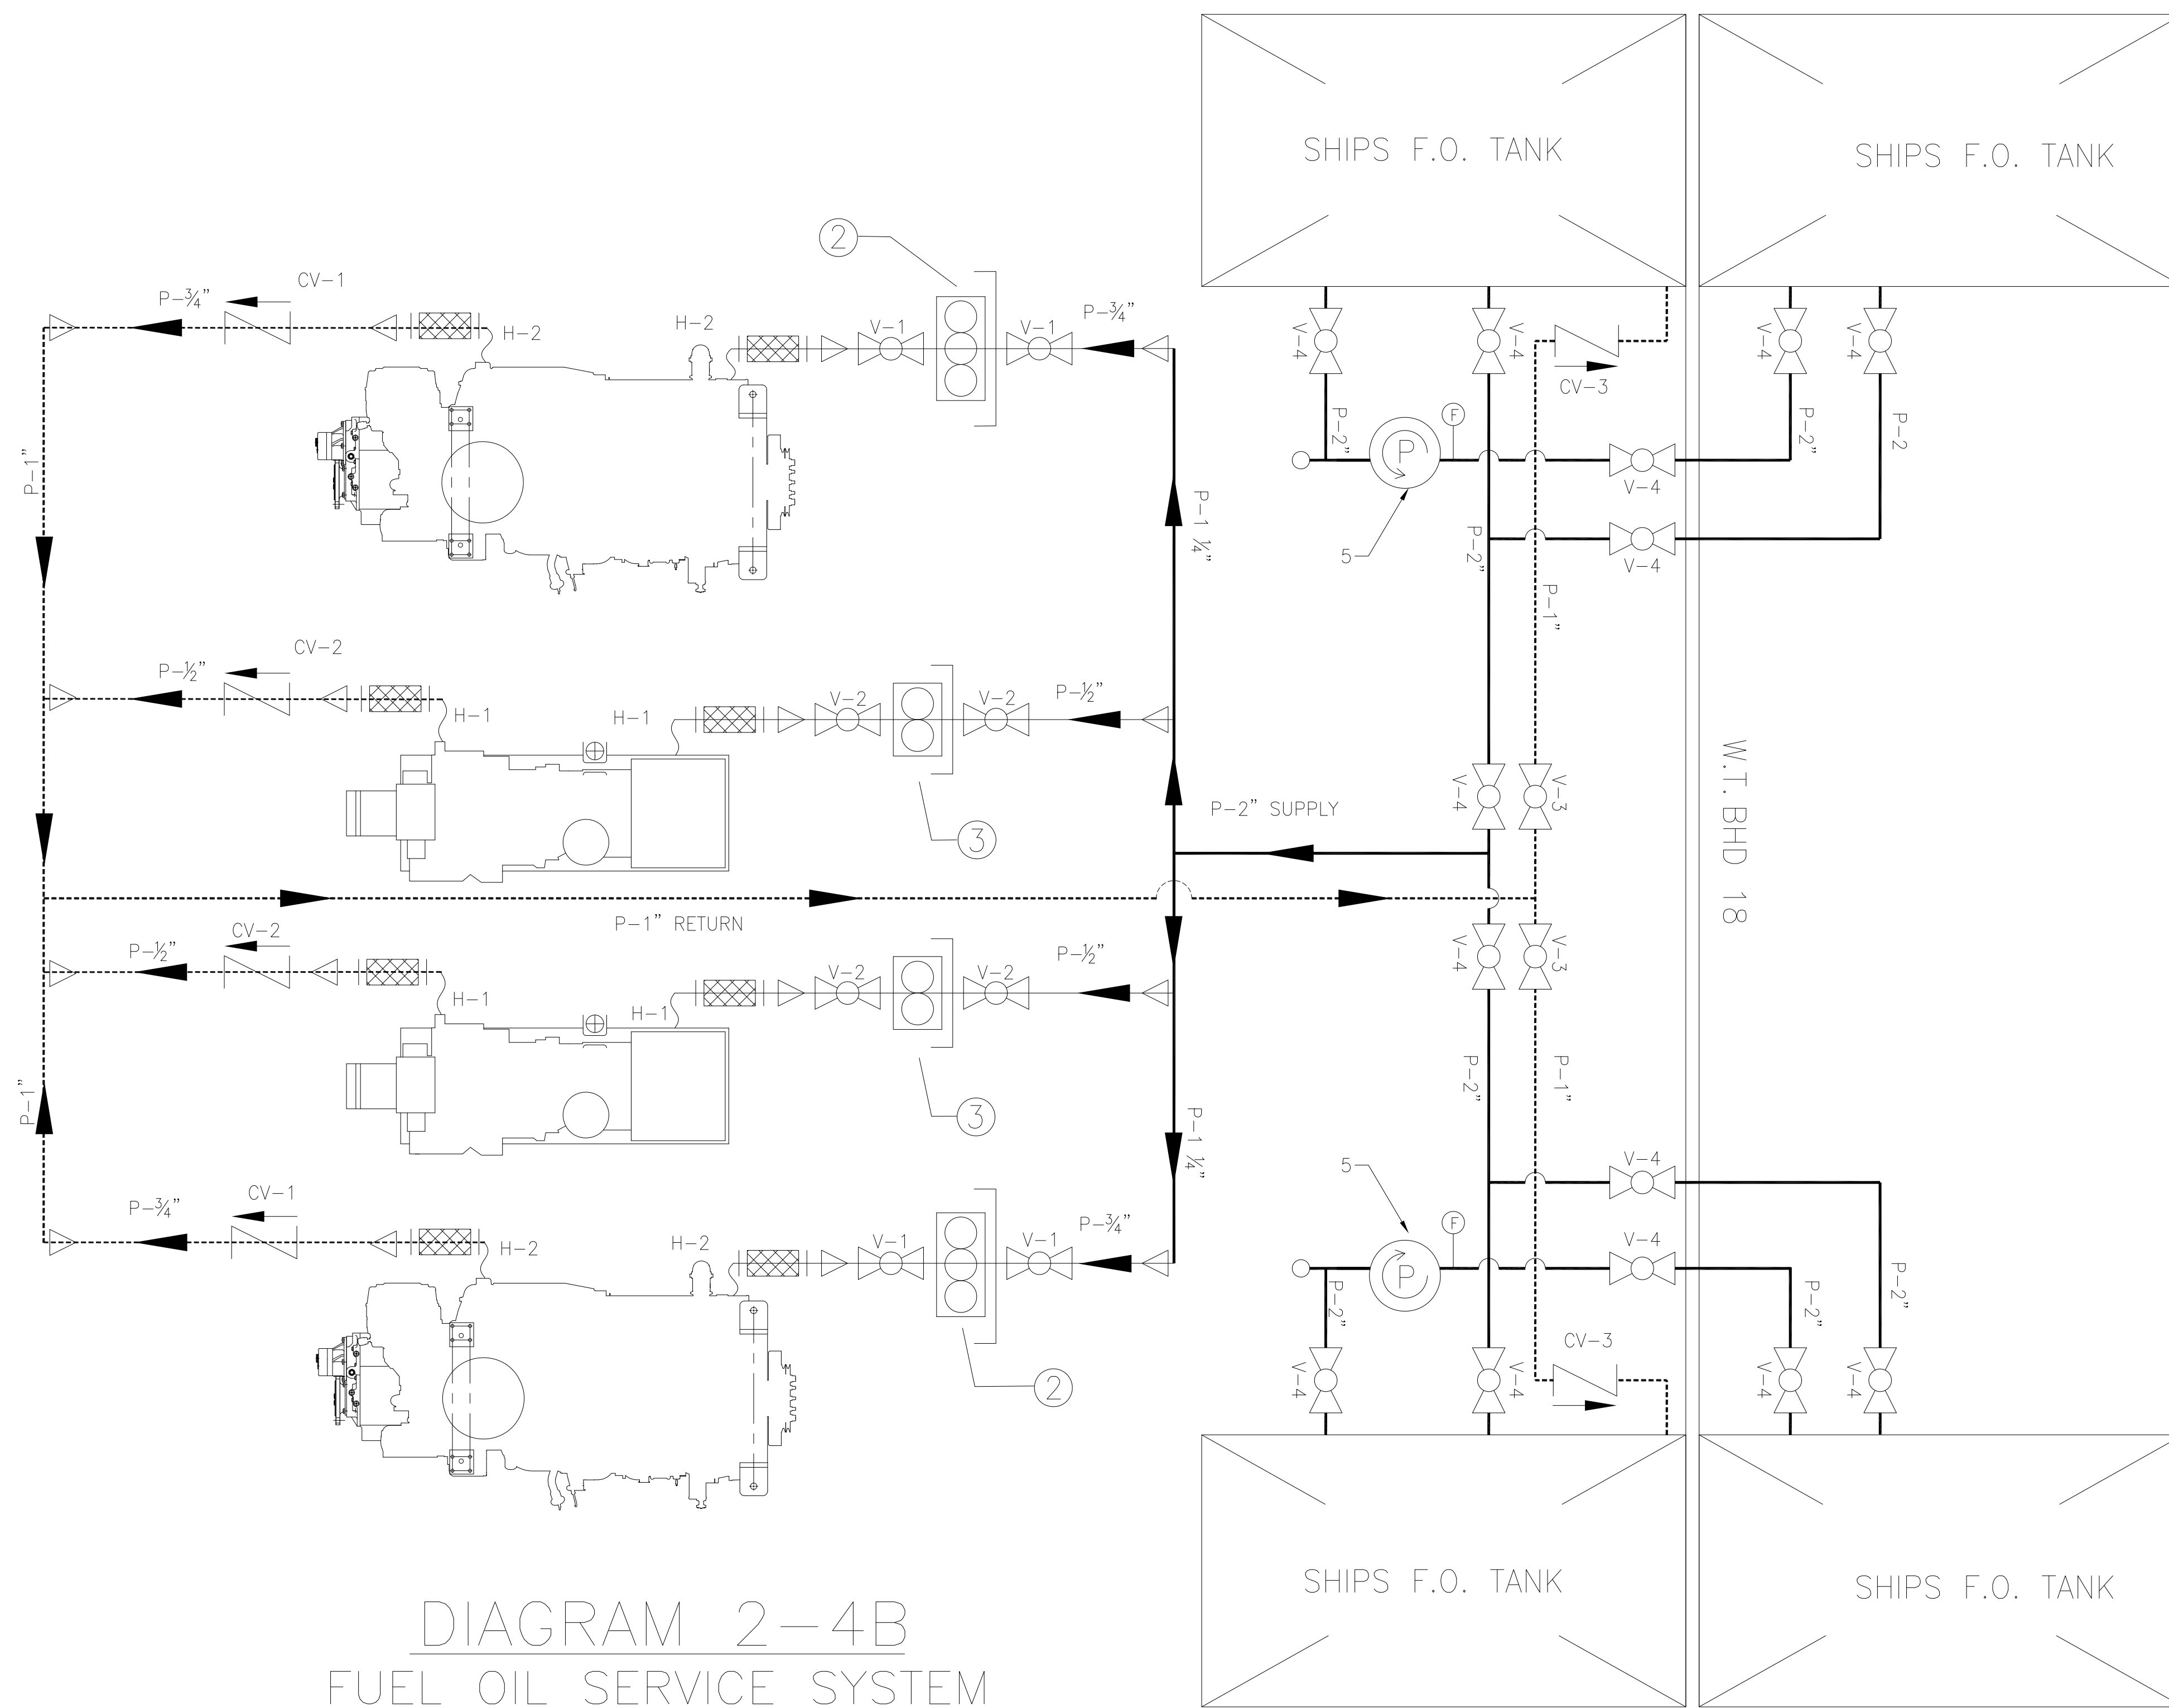 SHIPS F.O. TANK
SHIPS F.O. TANK
2
CV-1
P-¾"
H-2
H-2
V-1
V-1
P-¾"
V-4
V-4
CV-3
V-4
V-4
P-2"
P
F
P-2"
P-2
V-4
5
V-4
P-1"
P-1 ¼"
P-2"
P-1"
CV-2
P-½"
H-1
H-1
V-2
V-2
P-½"
3
P-2" SUPPLY
V-4
V-3
W.T. BHD 18
P-1" RETURN
CV-2
P-½"
H-1
H-1
V-2
V-2
P-½"
V-4
V-3
3
P-1"
P-1 ¼"
P-2"
P-1"
5
V-4
CV-1
P-¾"
H-2
H-2
V-1
V-1
P-¾"
P
F
V-4
P-2"
P-2"
P-2"
CV-3
V-4
V-4
V-4
V-4
2
SHIPS F.O. TANK
SHIPS F.O. TANK
DIAGRAM 2-4B
FUEL OIL SERVICE SYSTEM